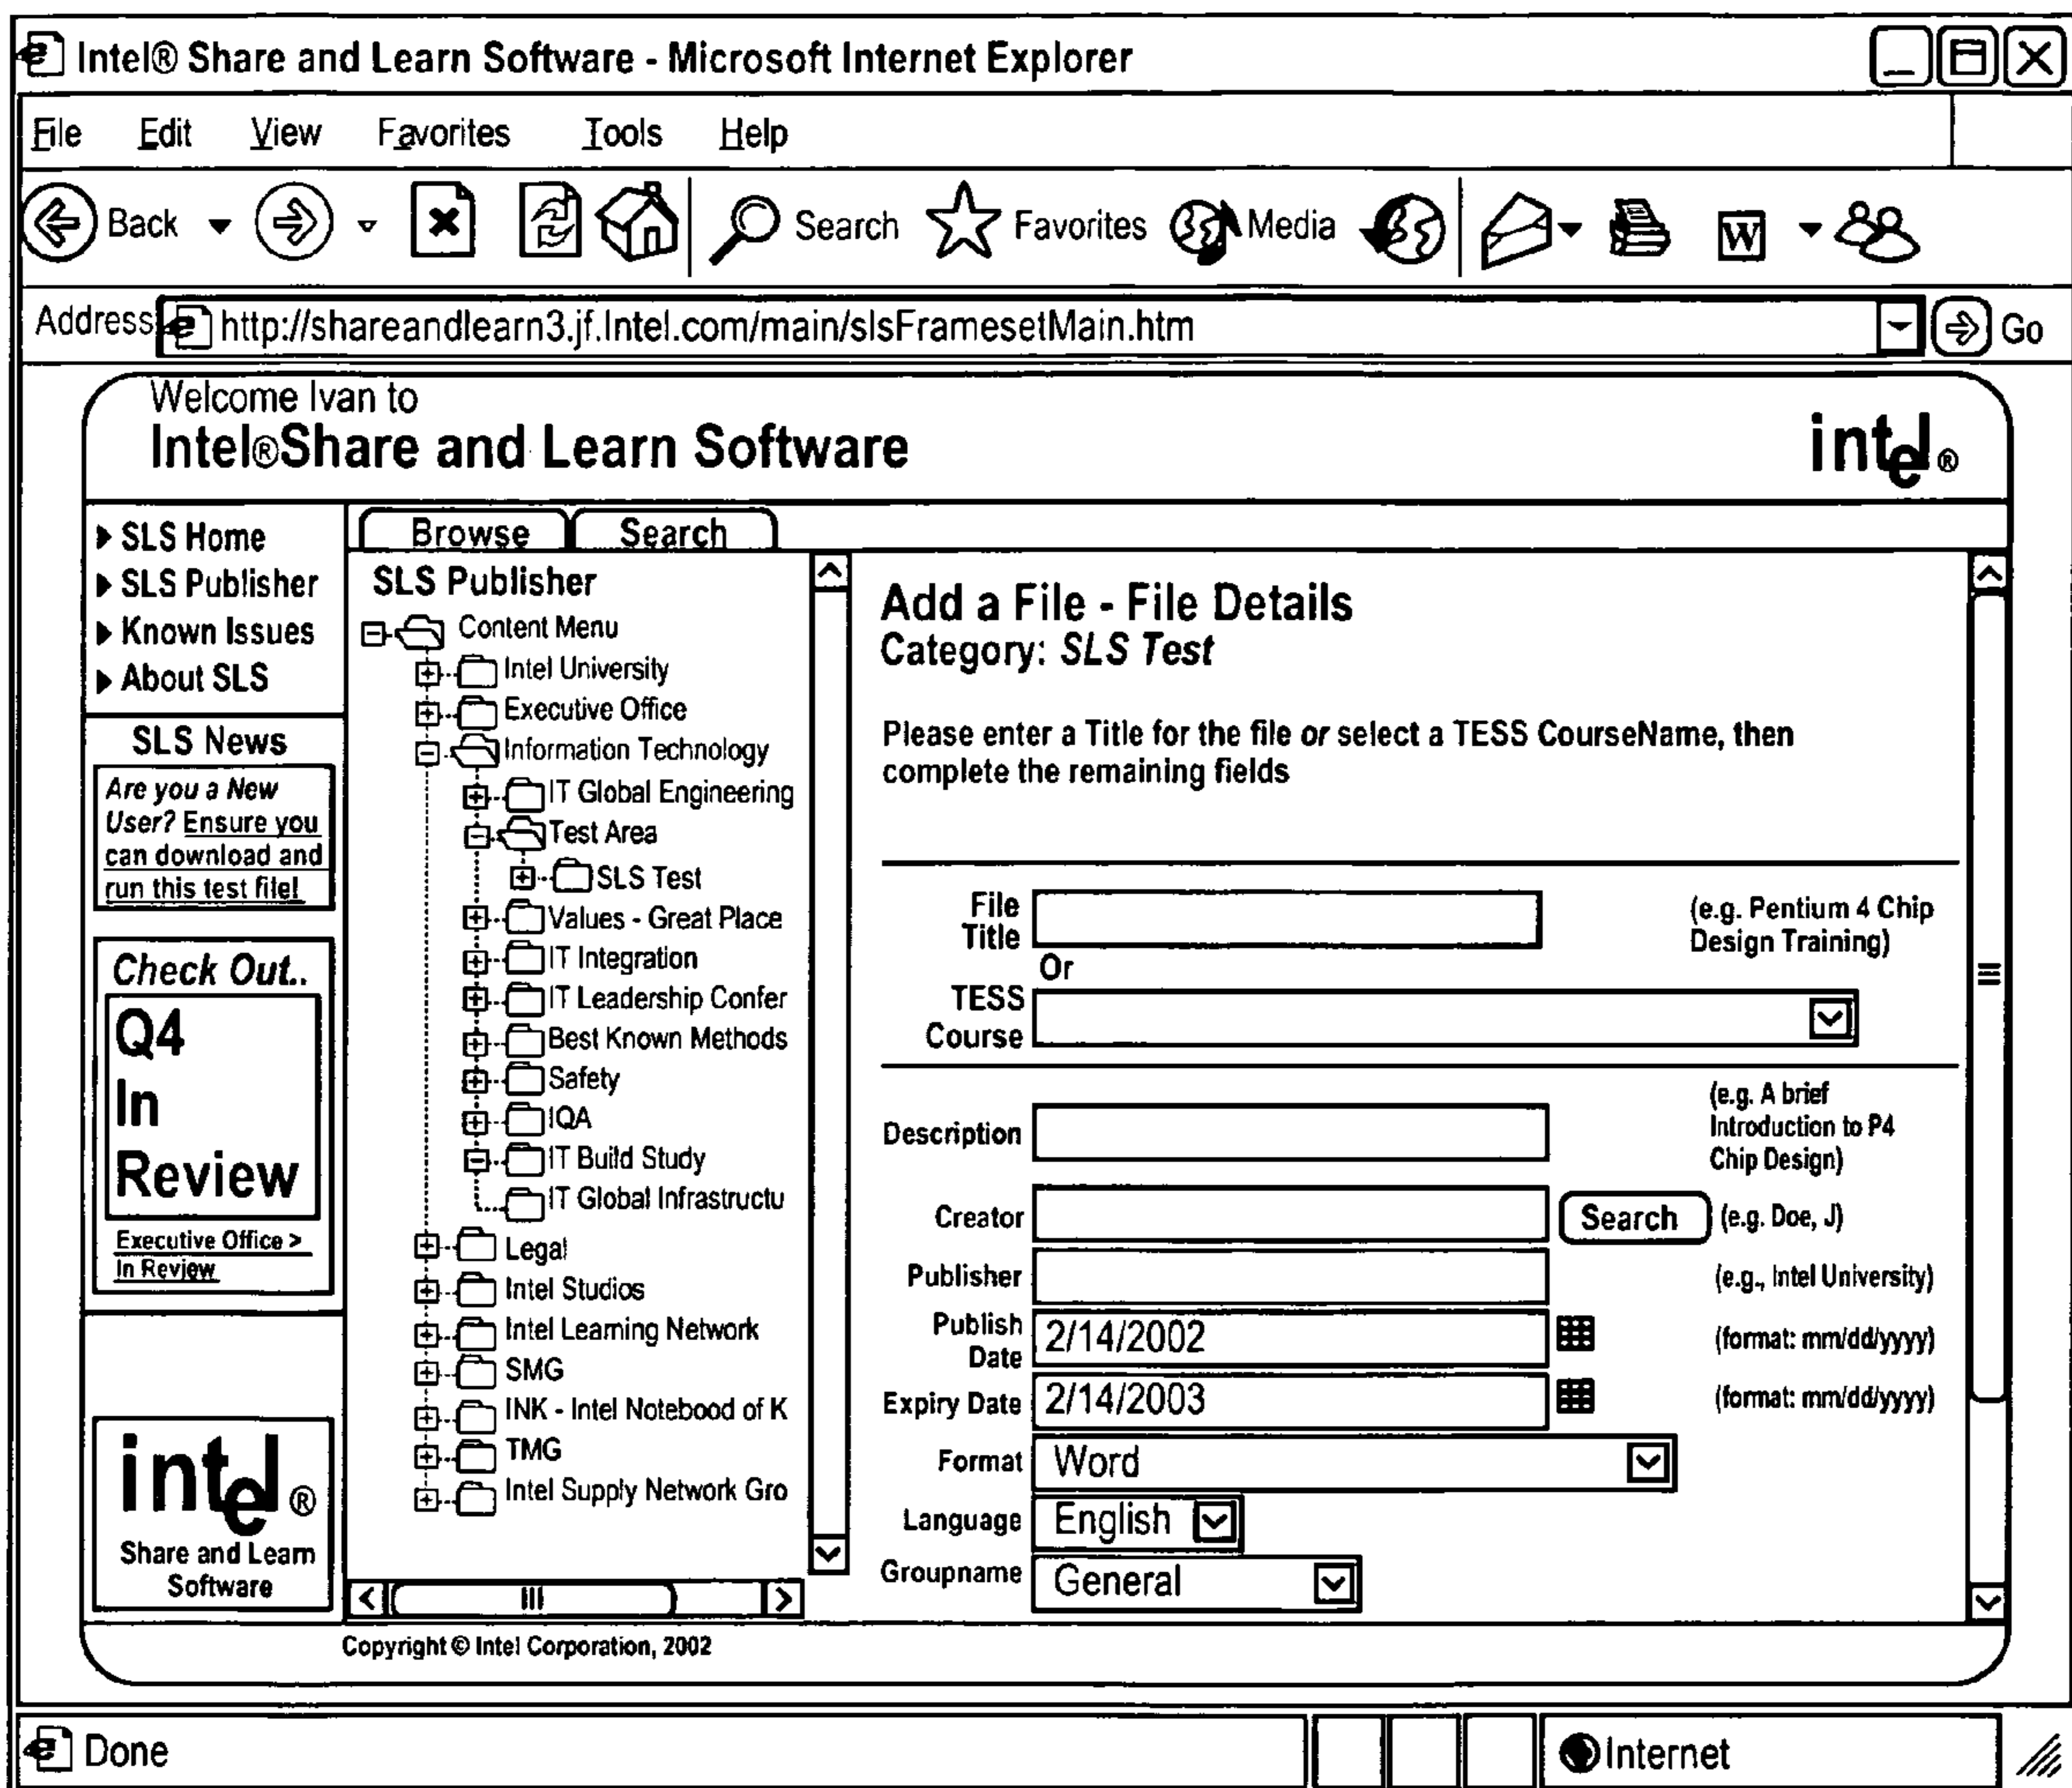 Intel® Share and Learn Software - Microsoft Internet Explorer
File Edit View Favorites Tools Help
Back Search Favorites Media W
Address http://shareandlearn3.jf.Intel.com/main/slsFramesetMain.htm Go
Welcome Ivan to
Intel®Share and Learn Software
intel®
SLS Home
SLS Publisher
Known Issues
About SLS
SLS News
Are you a New
User? Ensure you
can download and
run this test file!
Check Out..
Q4
In
Review
Executive Office >
In Review
intel®
Share and Learn
Software
Browse Search
SLS Publisher
Content Menu
Intel University
Executive Office
Information Technology
IT Global Engineering
Test Area
SLS Test
Values - Great Place
IT Integration
IT Leadership Confer
Best Known Methods
Safety
IQA
IT Build Study
IT Global Infrastructu
Legal
Intel Studios
Intel Learning Network
SMG
INK - Intel Notebood of K
TMG
Intel Supply Network Gro
Add a File - File Details
Category: SLS Test
Please enter a Title for the file or select a TESS CourseName, then
complete the remaining fields
File
Title
(e.g. Pentium 4 Chip
Design Training)
Or
TESS
Course
Description
(e.g. A brief
Introduction to P4
Chip Design)
Creator Search (e.g. Doe, J)
Publisher (e.g., Intel University)
Publish
Date
2/14/2002 (format: mm/dd/yyyy)
Expiry Date 2/14/2003 (format: mm/dd/yyyy)
Format Word
Language English
Groupname General
Copyright © Intel Corporation, 2002
Done Internet